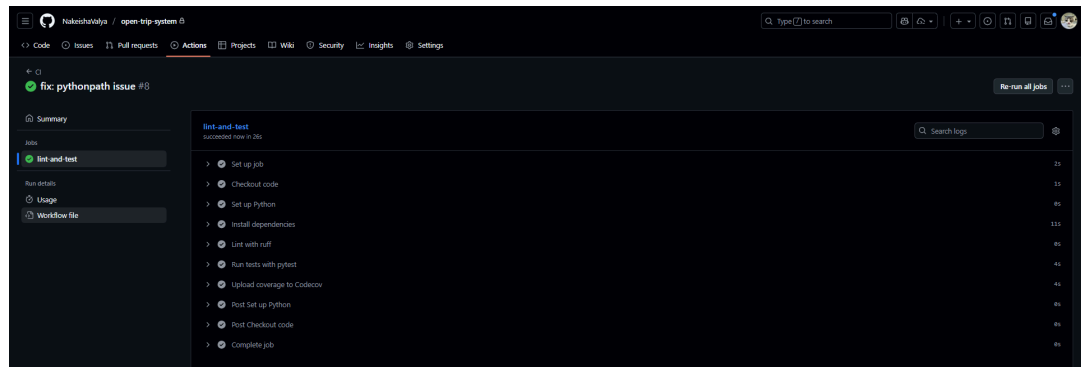 NakeishaValya / open-trip-system
Type / to search
Code Issues Pull requests Actions Projects Wiki Security Insights Settings
← CI
fix: pythonpath issue #8
Re-run all jobs
Summary
Jobs
lint-and-test
Run details
Usage
Workflow file
lint-and-test
succeeded now in 26s
Search logs
Set up job 2s
Checkout code 1s
Set up Python 0s
Install dependencies 11s
Lint with ruff 0s
Run tests with pytest 4s
Upload coverage to Codecov 4s
Post Set up Python 0s
Post Checkout code 0s
Complete job 0s